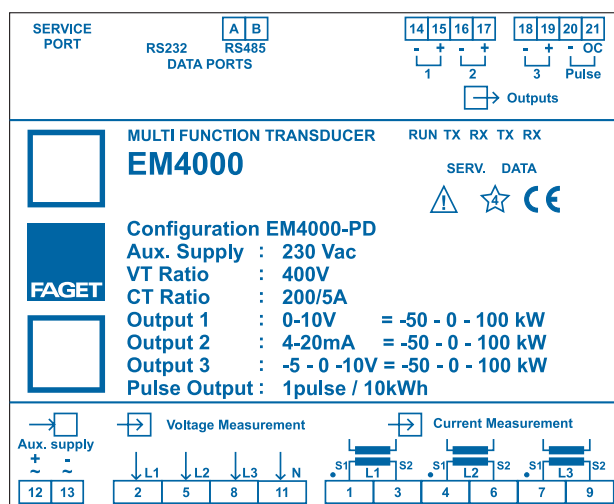 SERVICE PORT
A B
RS232 RS485
DATA PORTS
14 15 16 17 18 19 20 21
- + - + - + - OC
1 2 3 Pulse
Outputs
MULTI FUNCTION TRANSDUCER
EM4000
RUN TX RX TX RX
SERV. DATA
! 4 CE
FAGET
Configuration EM4000-PD
Aux. Supply : 230 Vac
VT Ratio : 400V
CT Ratio : 200/5A
Output 1 : 0-10V = -50 - 0 - 100 kW
Output 2 : 4-20mA = -50 - 0 - 100 kW
Output 3 : -5 - 0 -10V = -50 - 0 - 100 kW
Pulse Output : 1pulse / 10kWh
Aux. supply
+ -
~ ~
12 13
Voltage Measurement
L1 L2 L3 N
2 5 8 11
Current Measurement
S1 L1 S2 S1 L2 S2 S1 L3 S2
1 3 4 6 7 9